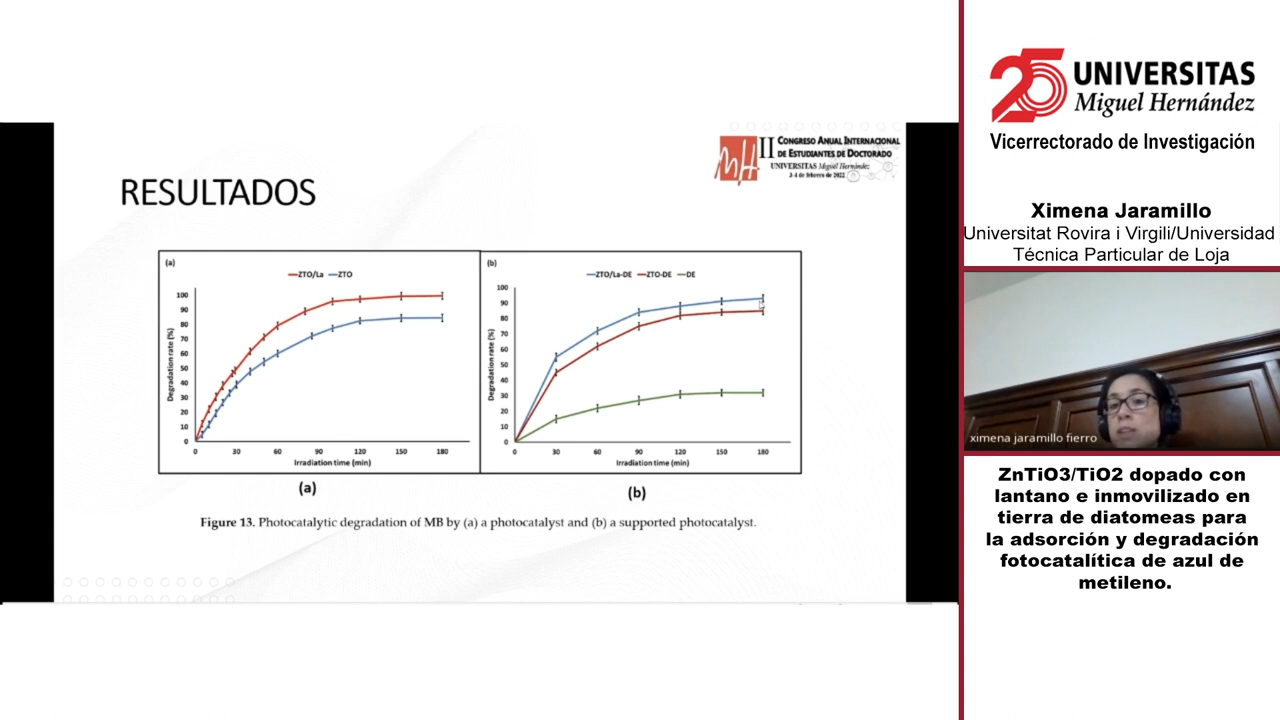 RESULTADOS
II CONGRESO ANUAL INTERNACIONAL
DE ESTUDIANTES DE DOCTORADO
UNIVERSITAS Miguel Hernández
3-4 de febrero de 2022
(a)
ZTO/La ZTO
Degradation rate (%)
100
90
80
70
60
50
40
30
20
10
0
0 30 60 90 120 150 180
Irradiation time (min)
(a)
(b)
ZTO/La-DE ZTO-DE DE
Degradation rate (%)
100
90
80
70
60
50
40
30
20
10
0
0 30 60 90 120 150 180
Irradiation time (min)
(b)
Figure 13. Photocatalytic degradation of MB by (a) a photocatalyst and (b) a supported photocatalyst.
25 UNIVERSITAS
Miguel Hernández
Vicerrectorado de Investigación
Ximena Jaramillo
Universitat Rovira i Virgili/Universidad
Técnica Particular de Loja
ximena jaramillo fierro
ZnTiO3/TiO2 dopado con
lantano e inmovilizado en
tierra de diatomeas para
la adsorción y degradación
fotocatalítica de azul de
metileno.